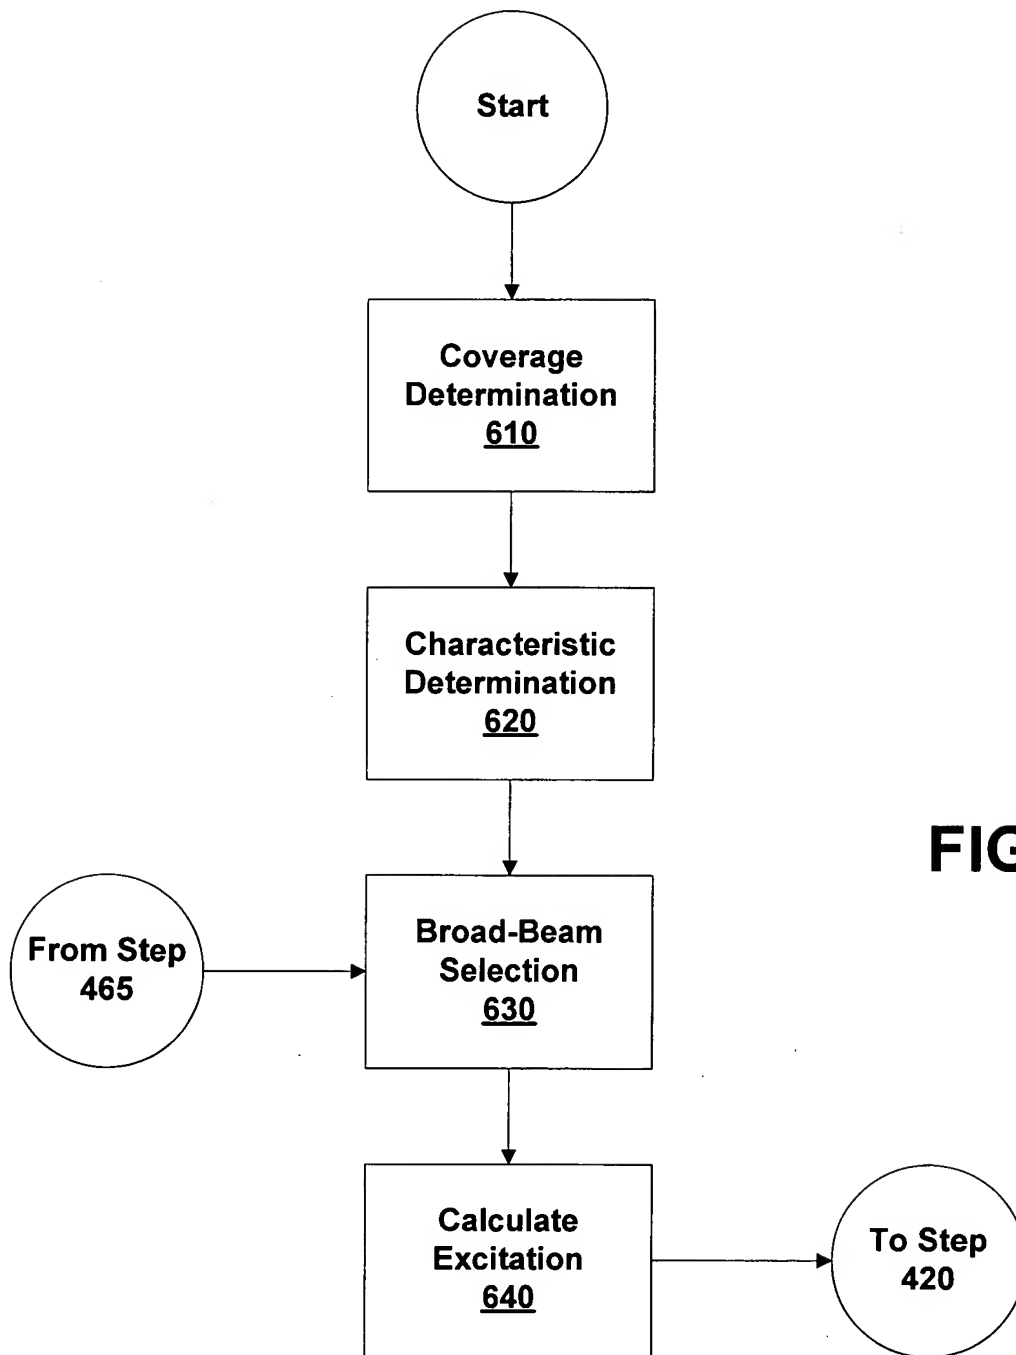 Start
Coverage
Determination
610
Characteristic
Determination
620
FIG
From Step
465
Broad-Beam
Selection
630
Calculate
Excitation
640
To Step
420